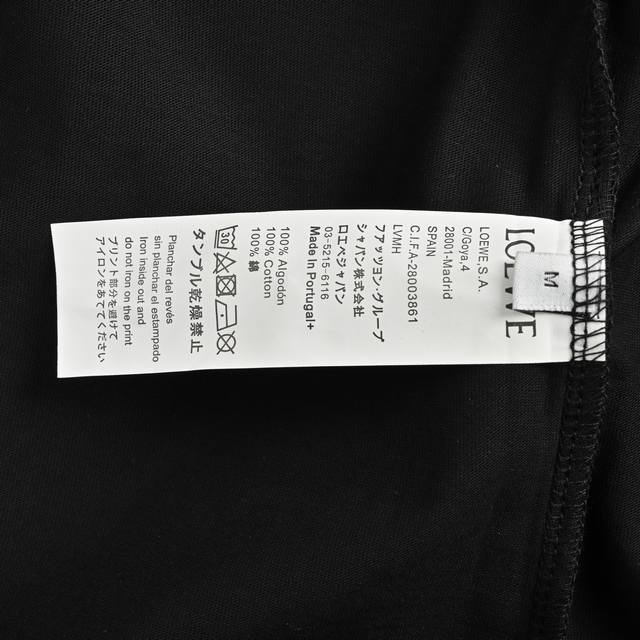 LOEWE
M
LOEWE,S.A.
C/Goya,4
28001-Madrid
SPAIN
C.I.F.A-28003861
LVMH
フアッツヨン·グループ
ジャパン株式会社
ロエベジャパン
03-5215-6116
Made in Portugal+
100% Algodón
100% Cotton
100% 綿
タンブル乾燥禁止
Planchar del revés
sin planchar el estampado
Iron inside out and
do not iron on the print
プリント部分を避けて
アイロンをあててください